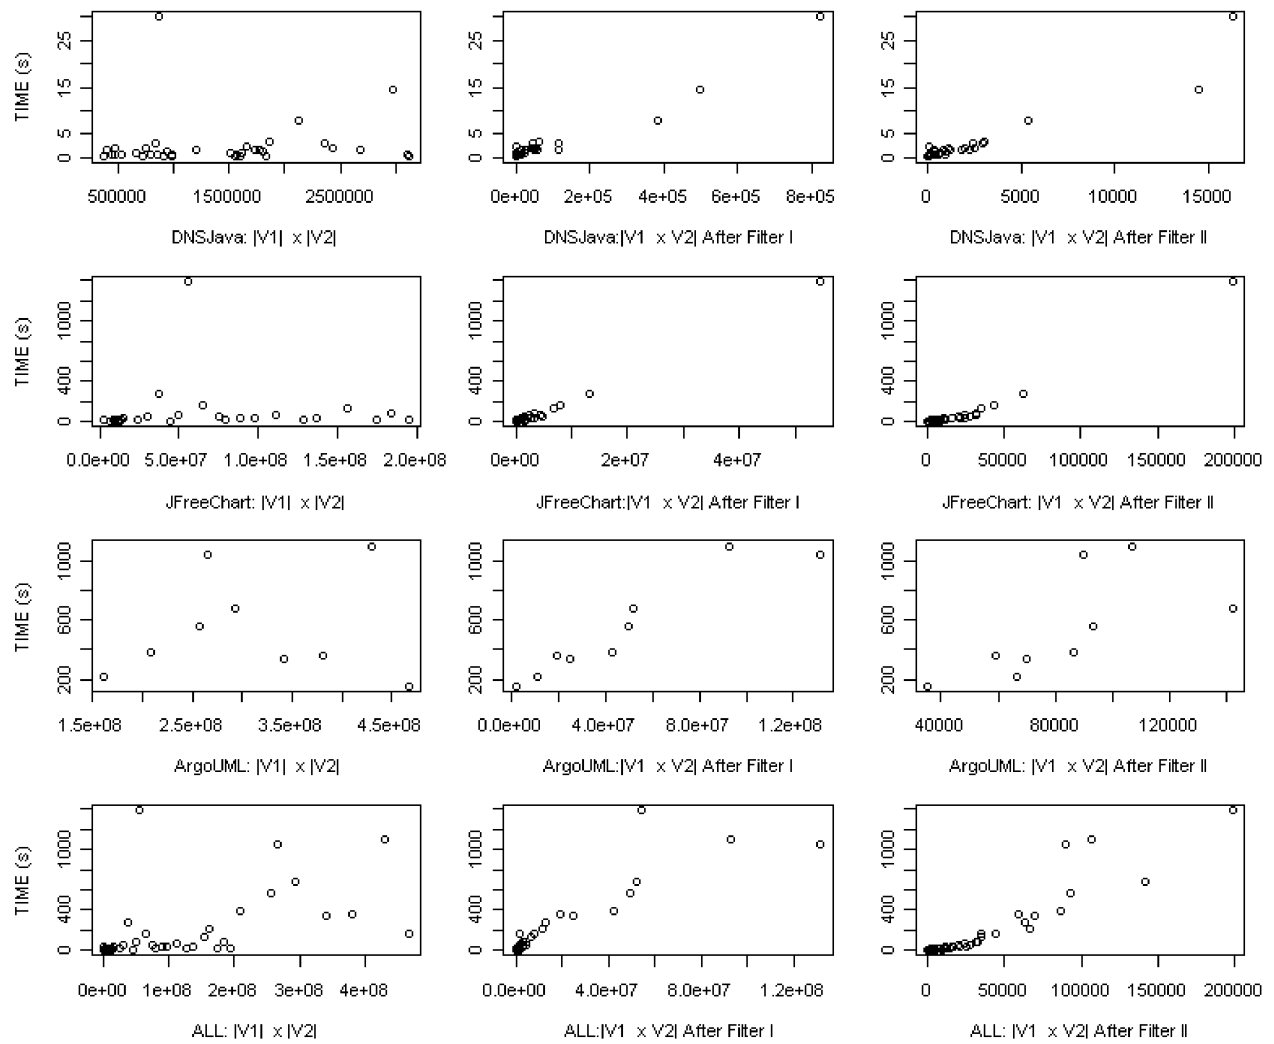 TIME (s)
25
15
5
0
500000 1500000 2500000
DNSJava: |V1| x |V2|
0e+00 2e+05 4e+05 6e+05 8e+05
25
15
5
0
DNSJava:|V1 x V2| After Filter I
25
15
5
0
0 5000 10000 15000
DNSJava: |V1 x V2| After Filter II
TIME (s)
1000
400
0
0.0e+00 5.0e+07 1.0e+08 1.5e+08 2.0e+08
JFreeChart: |V1| x |V2|
1000
400
0
0e+00 2e+07 4e+07
JFreeChart:|V1 x V2| After Filter I
1000
400
0
0 50000 100000 150000 200000
JFreeChart: |V1 x V2| After Filter II
TIME (s)
1000
600
200
1.5e+08 2.5e+08 3.5e+08 4.5e+08
ArgoUML: |V1| x |V2|
1000
600
200
0.0e+00 4.0e+07 8.0e+07 1.2e+08
ArgoUML:|V1 x V2| After Filter I
1000
600
200
40000 80000 120000
ArgoUML: |V1 x V2| After Filter II
TIME (s)
1000
400
0
0e+00 1e+08 2e+08 3e+08 4e+08
ALL: |V1| x |V2|
1000
400
0
0.0e+00 4.0e+07 8.0e+07 1.2e+08
ALL:|V1 x V2| After Filter I
1000
400
0
0 50000 100000 150000 200000
ALL: |V1 x V2| After Filter II